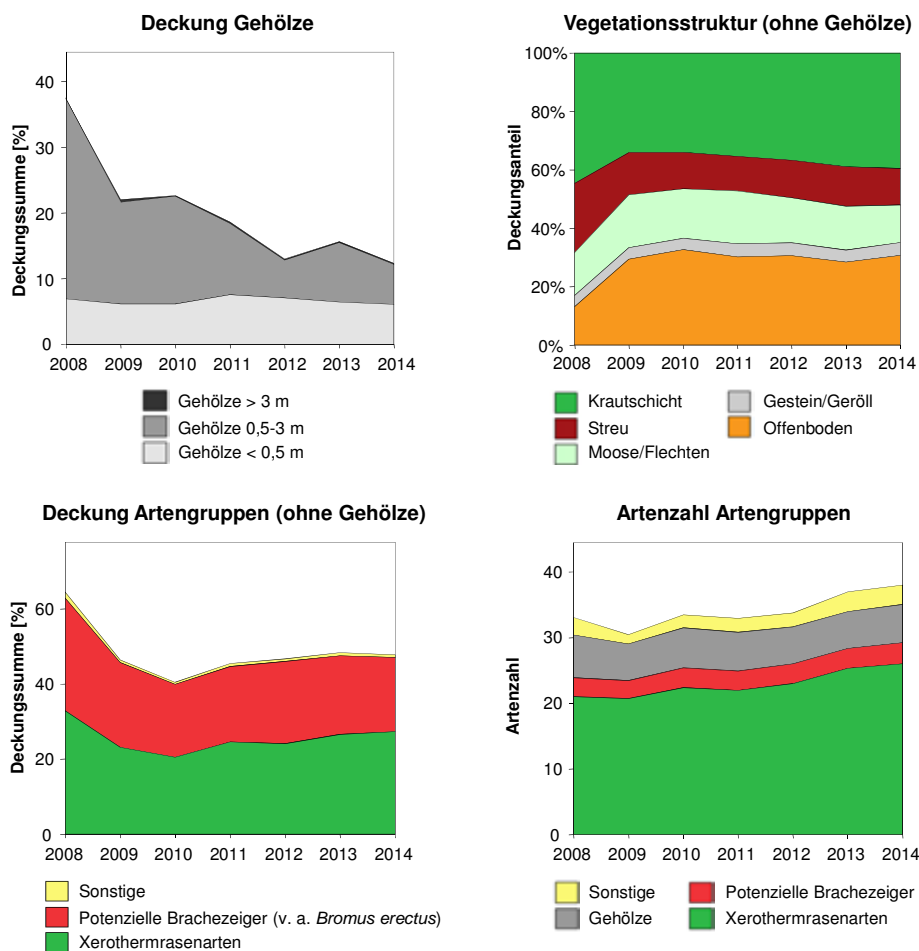 Deckung Gehölze
Deckungssumme [%]
40
30
20
10
0
2008 2009 2010 2011 2012 2013 2014
Gehölze > 3 m
Gehölze 0,5-3 m
Gehölze < 0,5 m
Vegetationsstruktur (ohne Gehölze)
Deckungsanteil
100%
80%
60%
40%
20%
0%
2008 2009 2010 2011 2012 2013 2014
Krautschicht
Streu
Moose/Flechten
Gestein/Geröll
Offenboden
Deckung Artengruppen (ohne Gehölze)
Deckungssumme [%]
60
40
20
0
2008 2009 2010 2011 2012 2013 2014
Sonstige
Potenzielle Brachezeiger (v. a. Bromus erectus)
Xerothermrasenarten
Artenzahl Artengruppen
Artenzahl
40
30
20
10
0
2008 2009 2010 2011 2012 2013 2014
Sonstige
Gehölze
Potenzielle Brachezeiger
Xerothermrasenarten